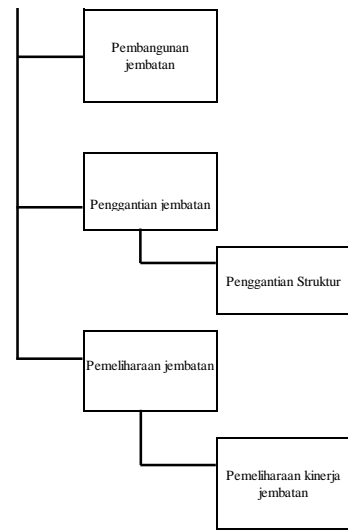 Pembangunan
jembatan
Penggantian jembatan
Penggantian Struktur
Pemeliharaan jembatan
Pemeliharaan kinerja
jembatan